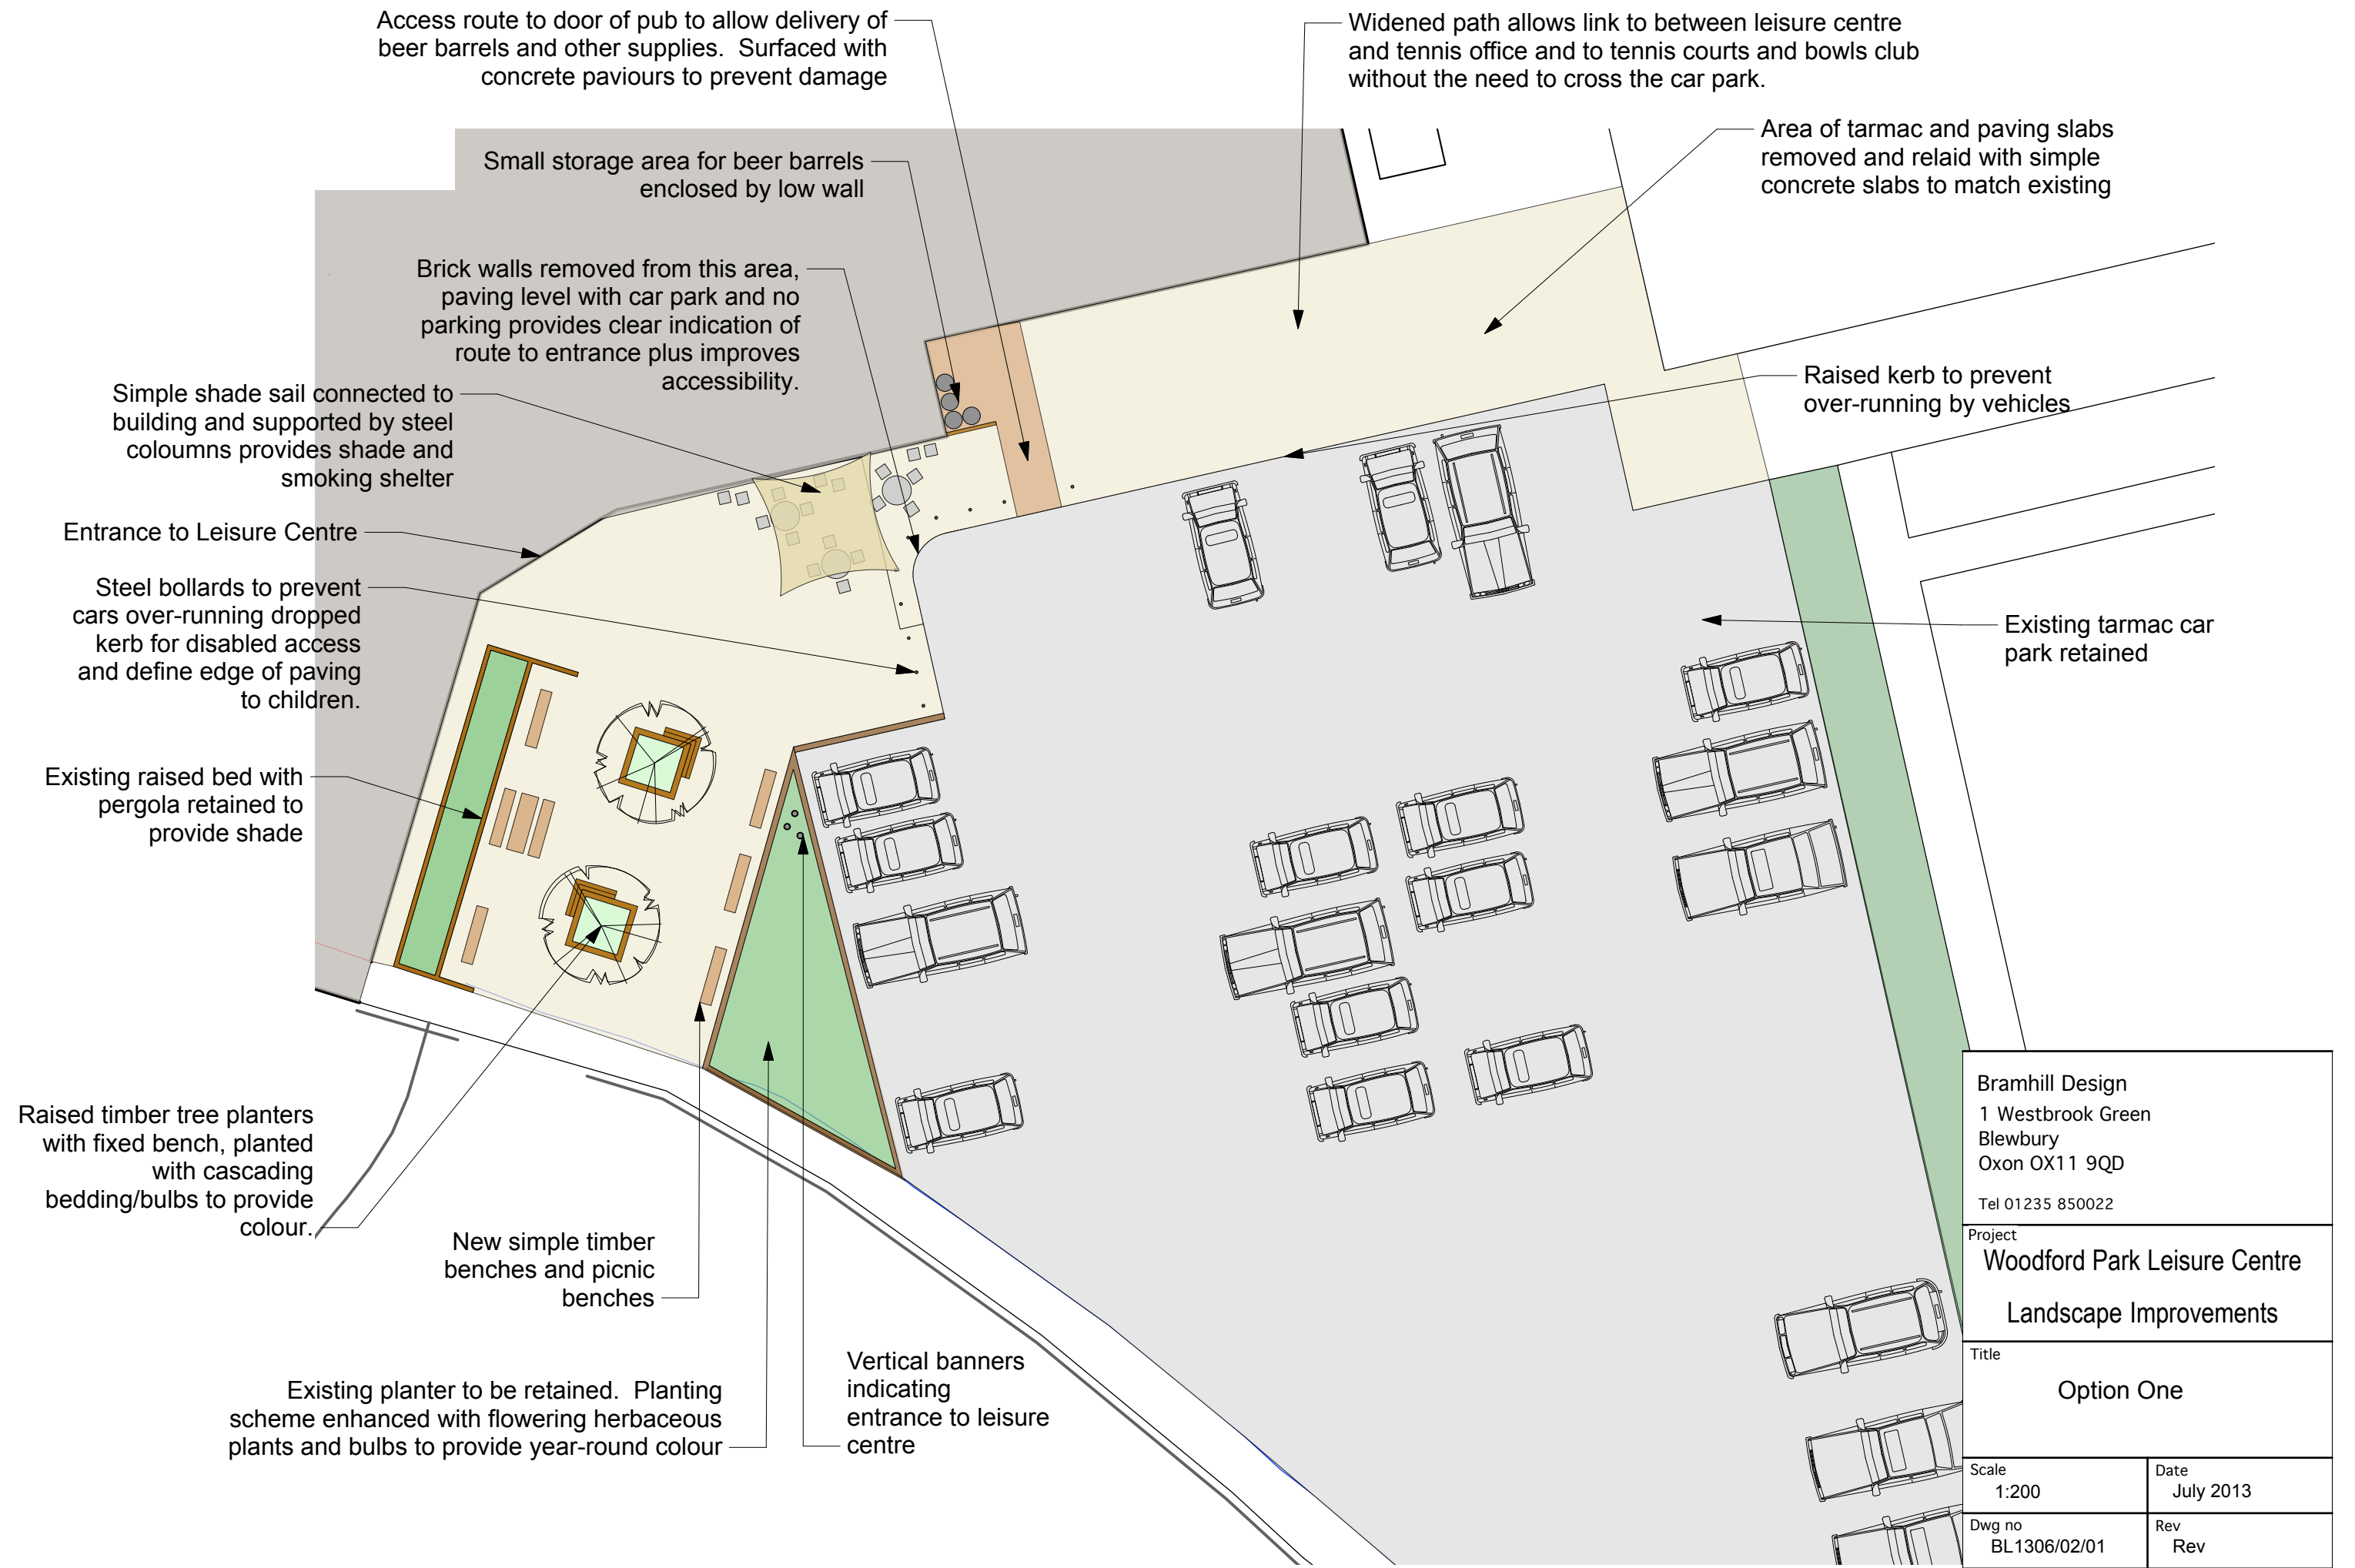 Access route to door of pub to allow delivery of
beer barrels and other supplies.  Surfaced with
concrete paviours to prevent damage
Widened path allows link to between leisure centre
and tennis office and to tennis courts and bowls club
without the need to cross the car park.
Area of tarmac and paving slabs
removed and relaid with simple
concrete slabs to match existing
Small storage area for beer barrels
enclosed by low wall
Brick walls removed from this area,
paving level with car park and no
parking provides clear indication of
route to entrance plus improves
accessibility.
Raised kerb to prevent
over-running by vehicles
Simple shade sail connected to
building and supported by steel
coloumns provides shade and
smoking shelter
Entrance to Leisure Centre
Steel bollards to prevent
cars over-running dropped
kerb for disabled access
and define edge of paving
to children.
Existing tarmac car
park retained
Existing raised bed with
pergola retained to
provide shade
Raised timber tree planters
with fixed bench, planted
with cascading
bedding/bulbs to provide
colour.
New simple timber
benches and picnic
benches
Existing planter to be retained.  Planting
scheme enhanced with flowering herbaceous
plants and bulbs to provide year-round colour
Vertical banners
indicating
entrance to leisure
centre
Bramhill Design
1 Westbrook Green
Blewbury
Oxon OX11 9QD
Tel 01235 850022
Project
Woodford Park Leisure Centre
Landscape Improvements
Title
Option One
Scale
1:200
Date
July 2013
Dwg no
BL1306/02/01
Rev
Rev